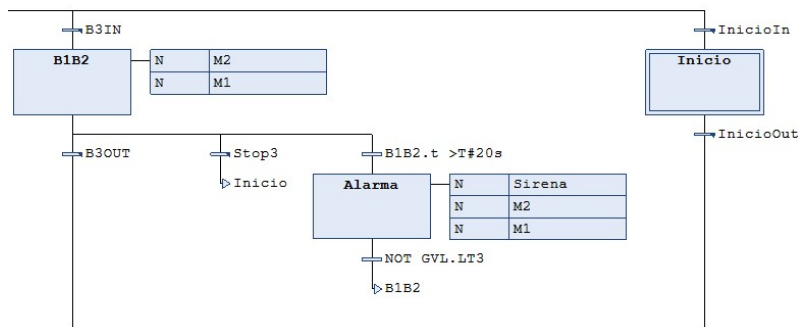 B3IN
InicioIn
B1B2
N M2
N M1
Inicio
InicioOut
B3OUT
Stop3
B1B2.t >T#20s
Inicio
Alarma
N Sirena
N M2
N M1
NOT GVL.LT3
B1B2